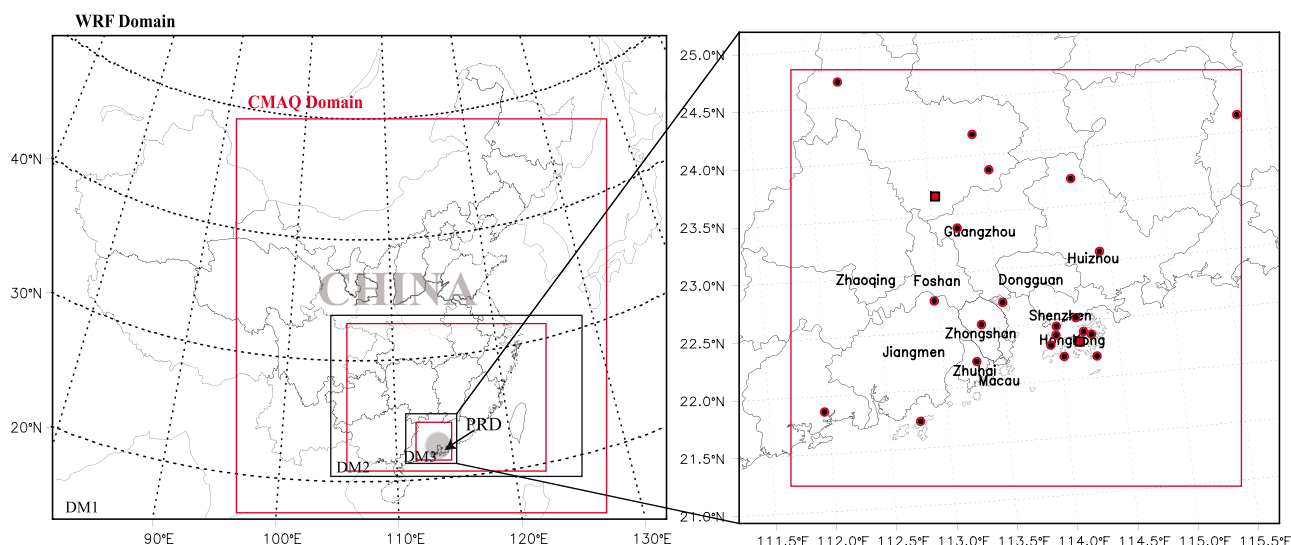 WRF Domain
CMAQ Domain
40°N
30°N
20°N
CHINA
PRD
DM3
DM2
DM1
90°E
100°E
110°E
120°E
130°E
25.0°N
24.5°N
24.0°N
23.5°N
23.0°N
22.5°N
22.0°N
21.5°N
21.0°N
Guangzhou
Huizhou
Zhaoqing
Foshan
Dongguan
Shenzhen
Zhongshan
HongKong
Jiangmen
Zhuhai
Macau
111.5°E
112.0°E
112.5°E
113.0°E
113.5°E
114.0°E
114.5°E
115.0°E
115.5°E